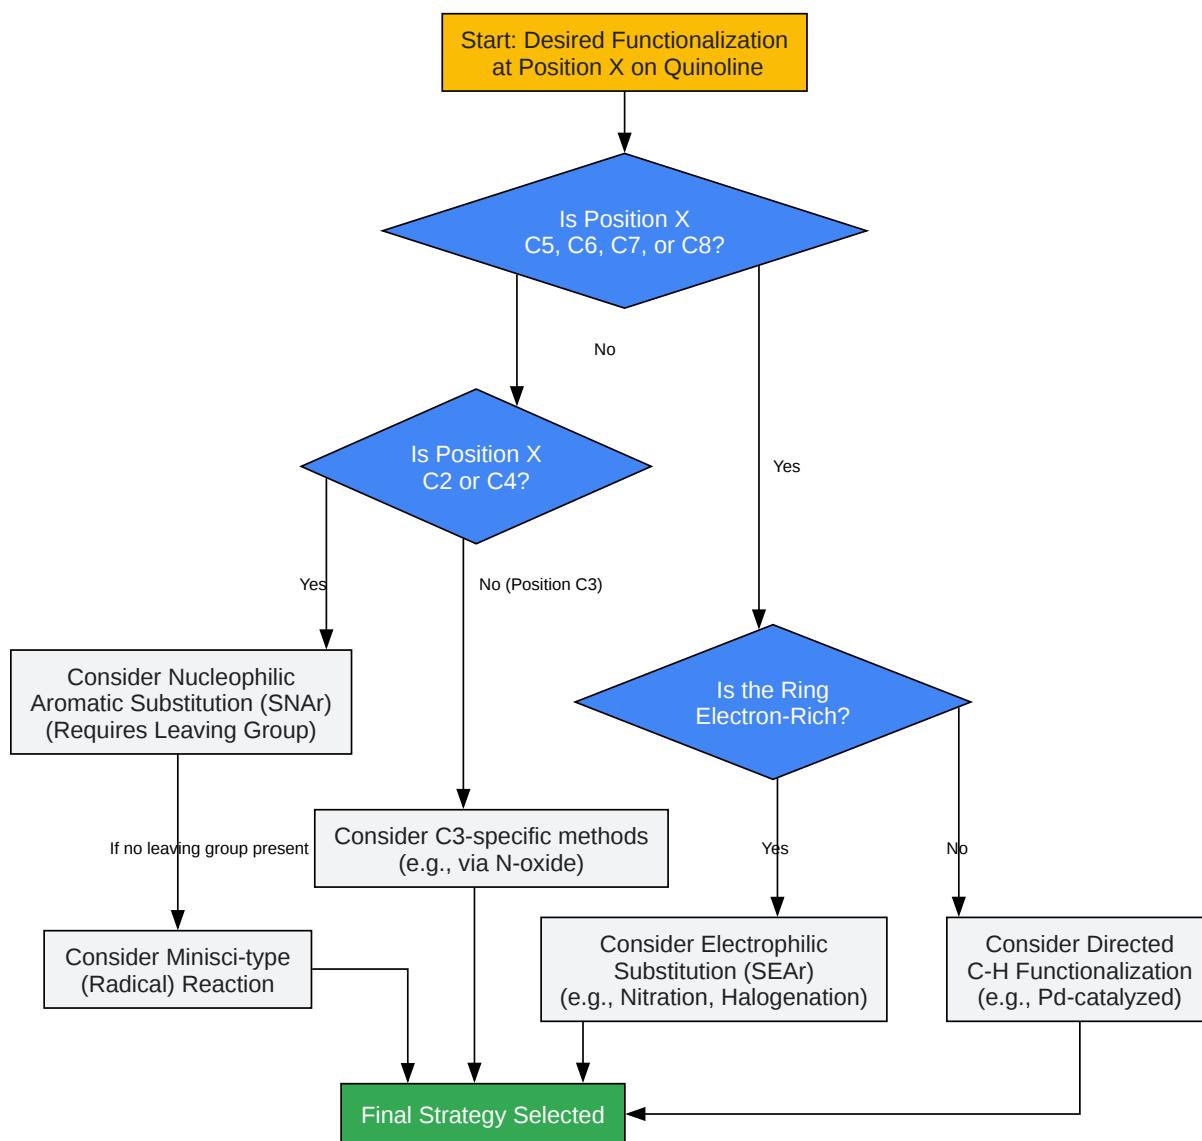 Start: Desired Functionalization
at Position X on Quinoline
Is Position X
C5, C6, C7, or C8?
No
Is Position X
C2 or C4?
Yes
Yes
No (Position C3)
Consider Nucleophilic
Aromatic Substitution (SNAr)
(Requires Leaving Group)
Is the Ring
Electron-Rich?
If no leaving group present
Consider C3-specific methods
(e.g., via N-oxide)
Yes
No
Consider Minisci-type
(Radical) Reaction
Consider Electrophilic
Substitution (SEAr)
(e.g., Nitration, Halogenation)
Consider Directed
C-H Functionalization
(e.g., Pd-catalyzed)
Final Strategy Selected